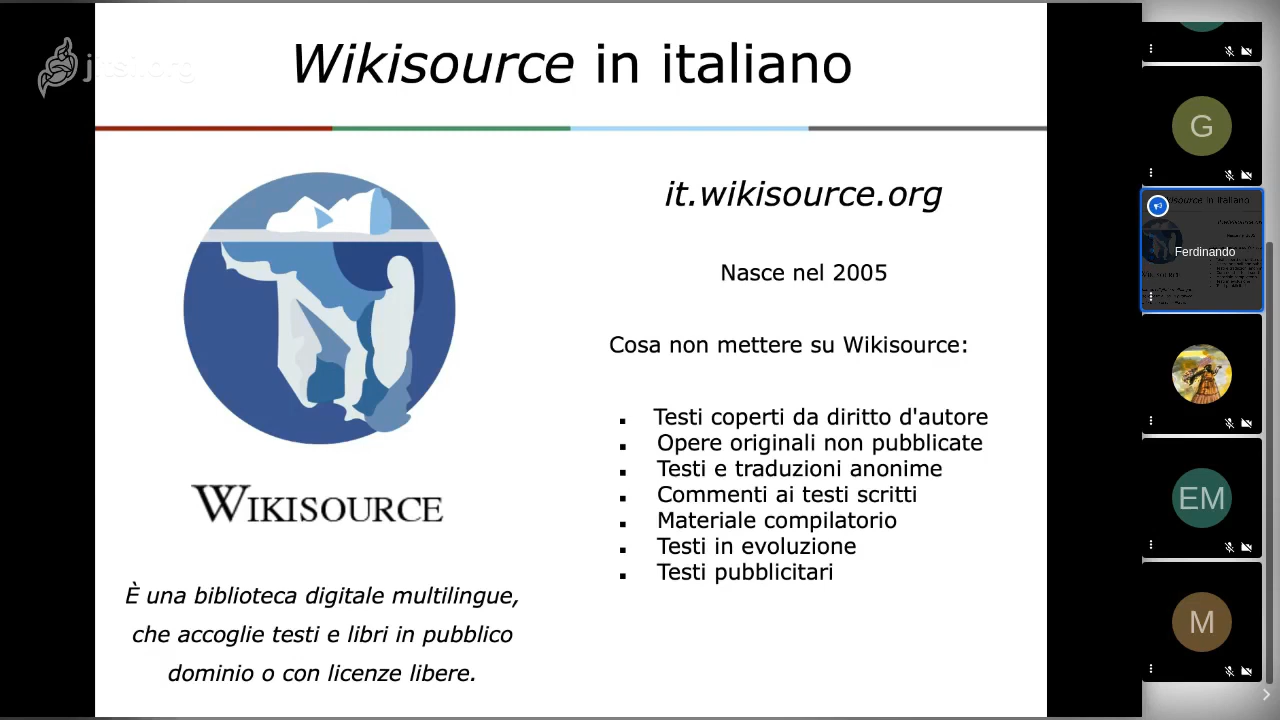 jitsi.org
Wikisource in italiano
it.wikisource.org
Nasce nel 2005
Cosa non mettere su Wikisource:
Testi coperti da diritto d'autore
Opere originali non pubblicate
Testi e traduzioni anonime
Commenti ai testi scritti
Materiale compilatorio
Testi in evoluzione
Testi pubblicitari
WIKISOURCE
È una biblioteca digitale multilingue,
che accoglie testi e libri in pubblico
dominio o con licenze libere.
G
Ferdinando
EM
M